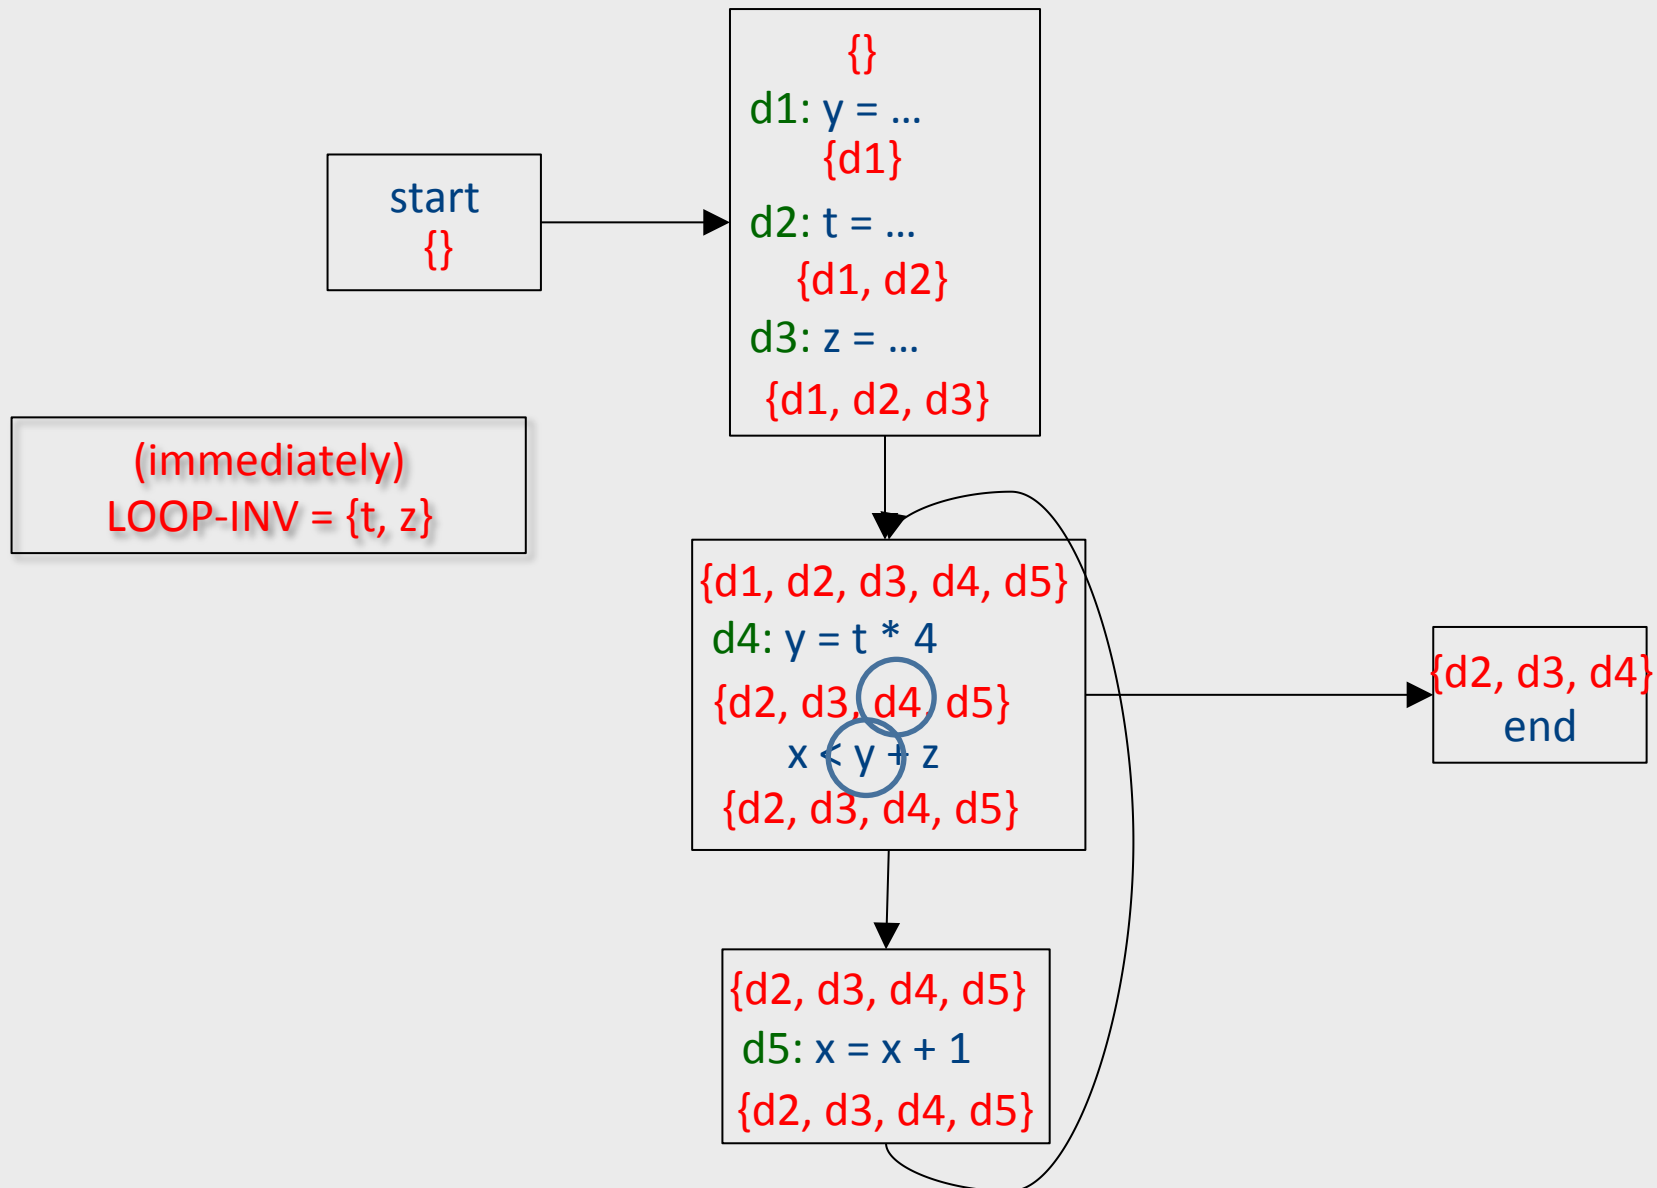 {}
d1: y = ...
{d1}
d2: t = ...
{d1, d2}
d3: z = ...
{d1, d2, d3}
start
{}
(immediately)
LOOP-INV = {t, z}
{d1, d2, d3, d4, d5}
d4: y = t * 4
{d2, d3, d4, d5}
x < y + z
{d2, d3, d4, d5}
{d2, d3, d4}
end
{d2, d3, d4, d5}
d5: x = x + 1
{d2, d3, d4, d5}